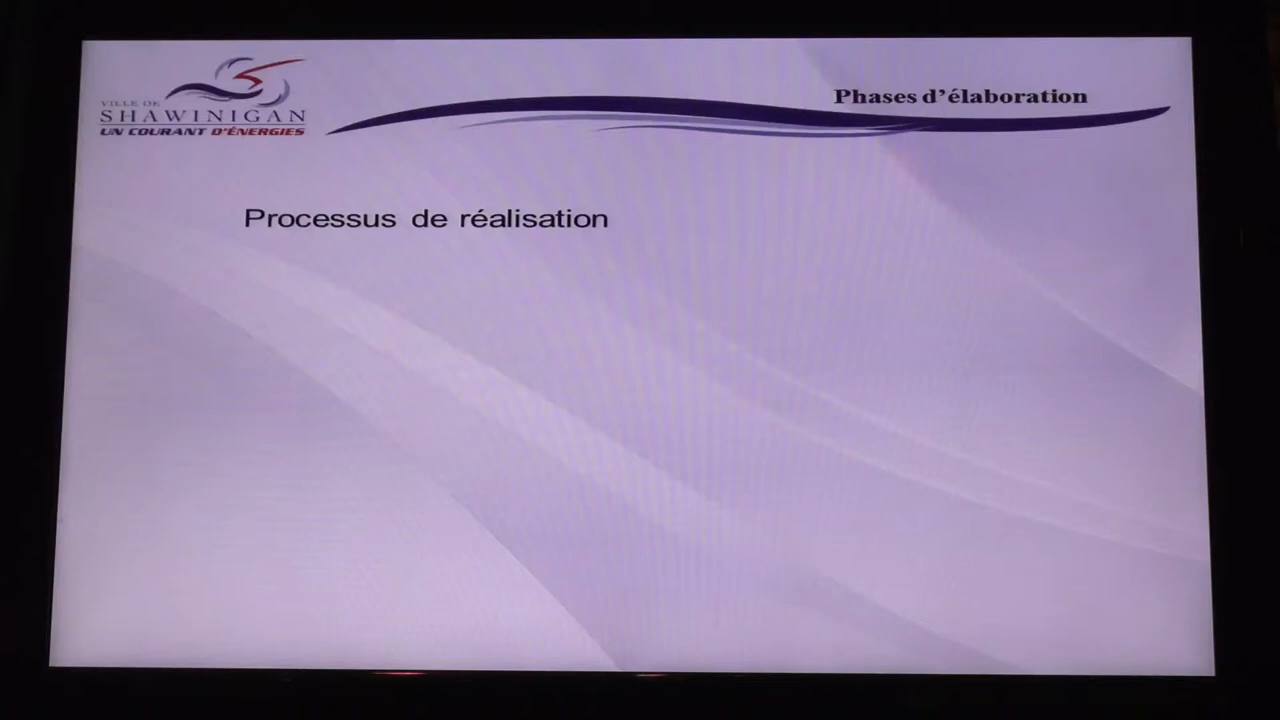 VILLE DE
SHAWINIGAN
UN COURANT D'ÉNERGIES
Phases d'élaboration
Processus de réalisation